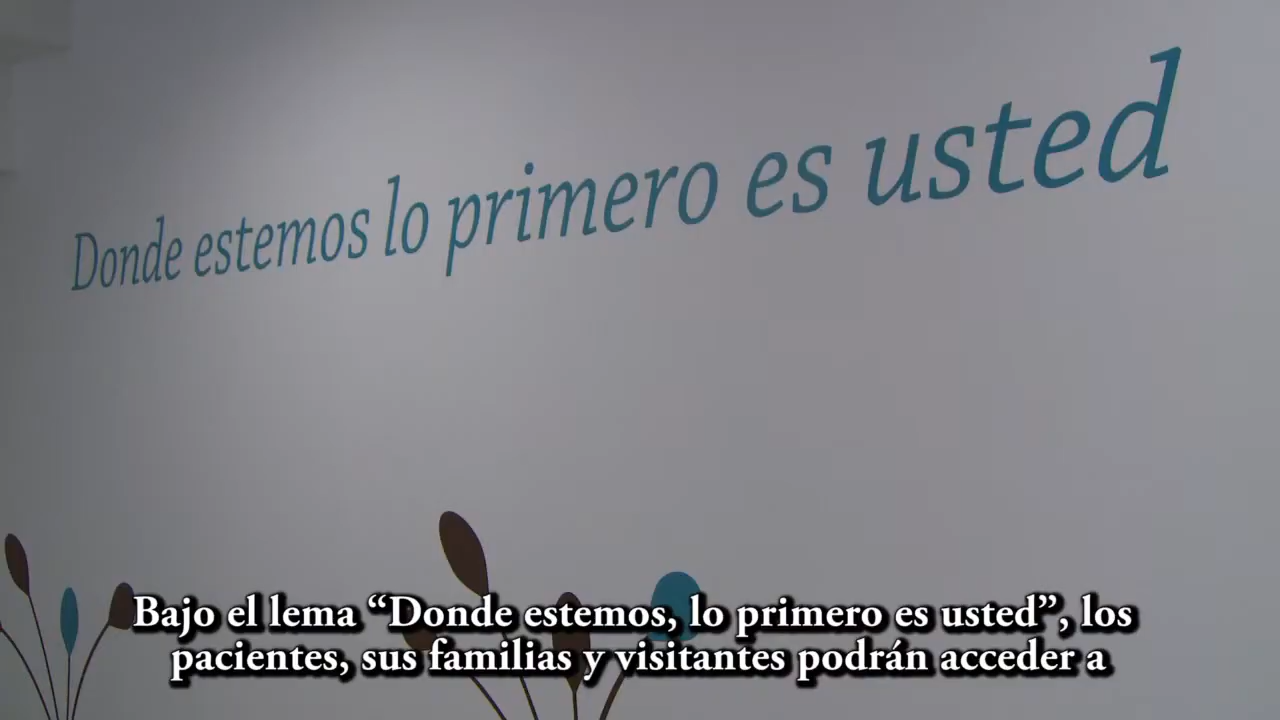 Donde estemos lo primero es usted
Bajo el lema “Donde estemos, lo primero es usted”, los
pacientes, sus familias y visitantes podrán acceder a